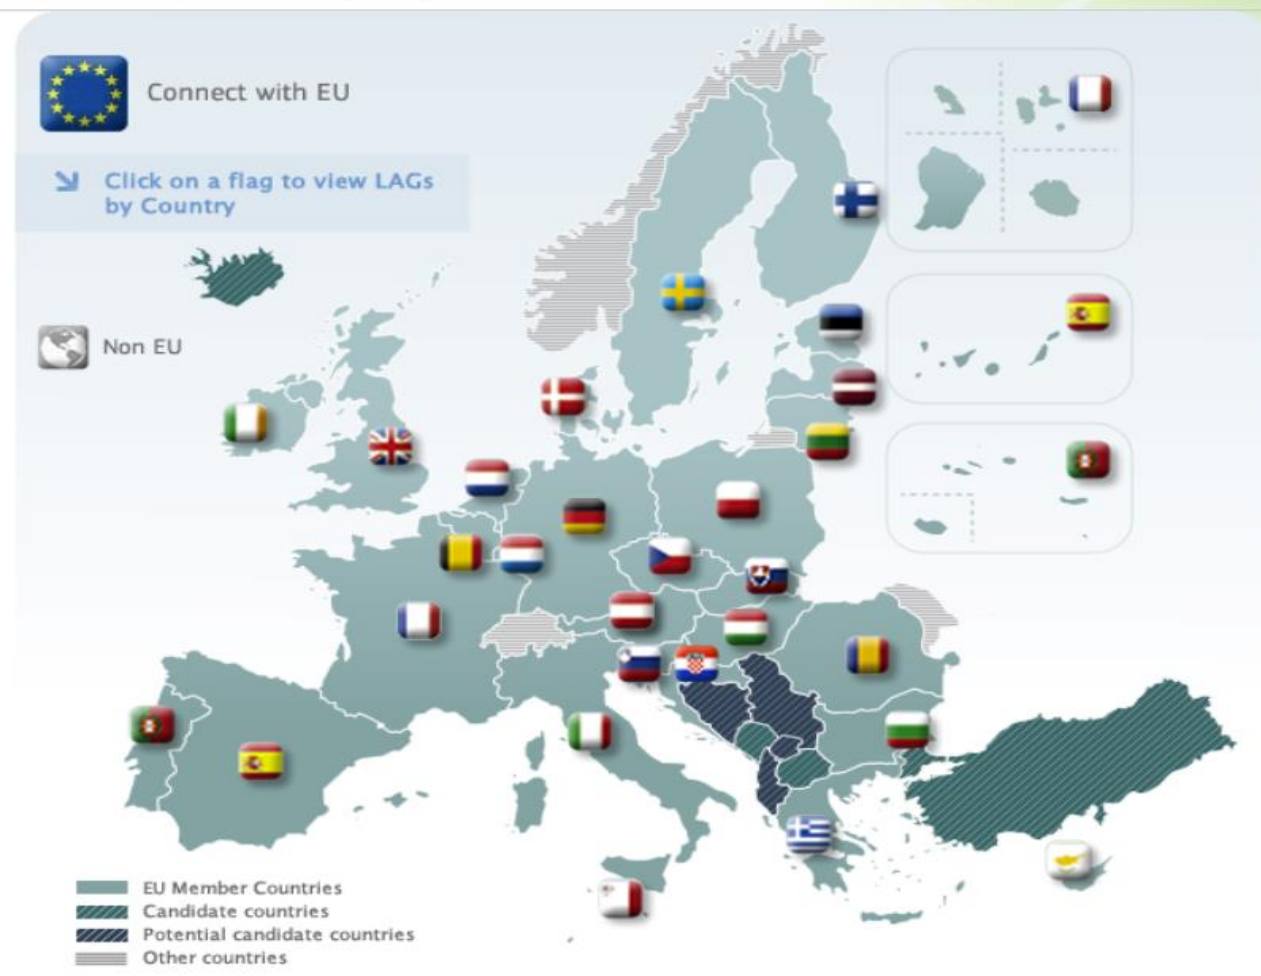 Connect with EU
Click on a flag to view LAGs
by Country
Non EU
EU Member Countries
Candidate countries
Potential candidate countries
Other countries